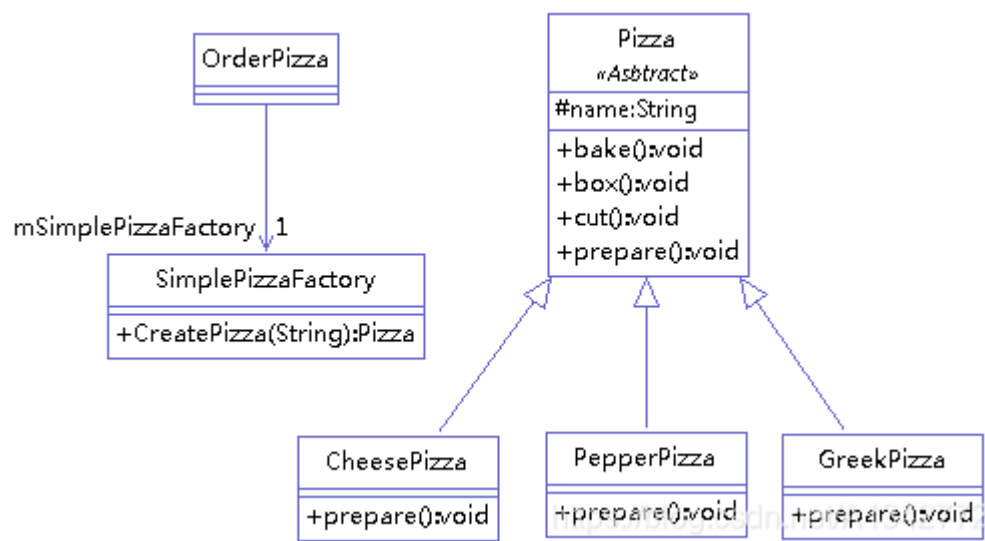 OrderPizza
mSimplePizzaFactory 1
SimplePizzaFactory
+CreatePizza(String):Pizza
Pizza
«Asbtract»
#name:String
+bake():void
+box():void
+cut():void
+prepare():void
CheesePizza
+prepare():void
PepperPizza
+prepare():void
GreekPizza
+prepare():void